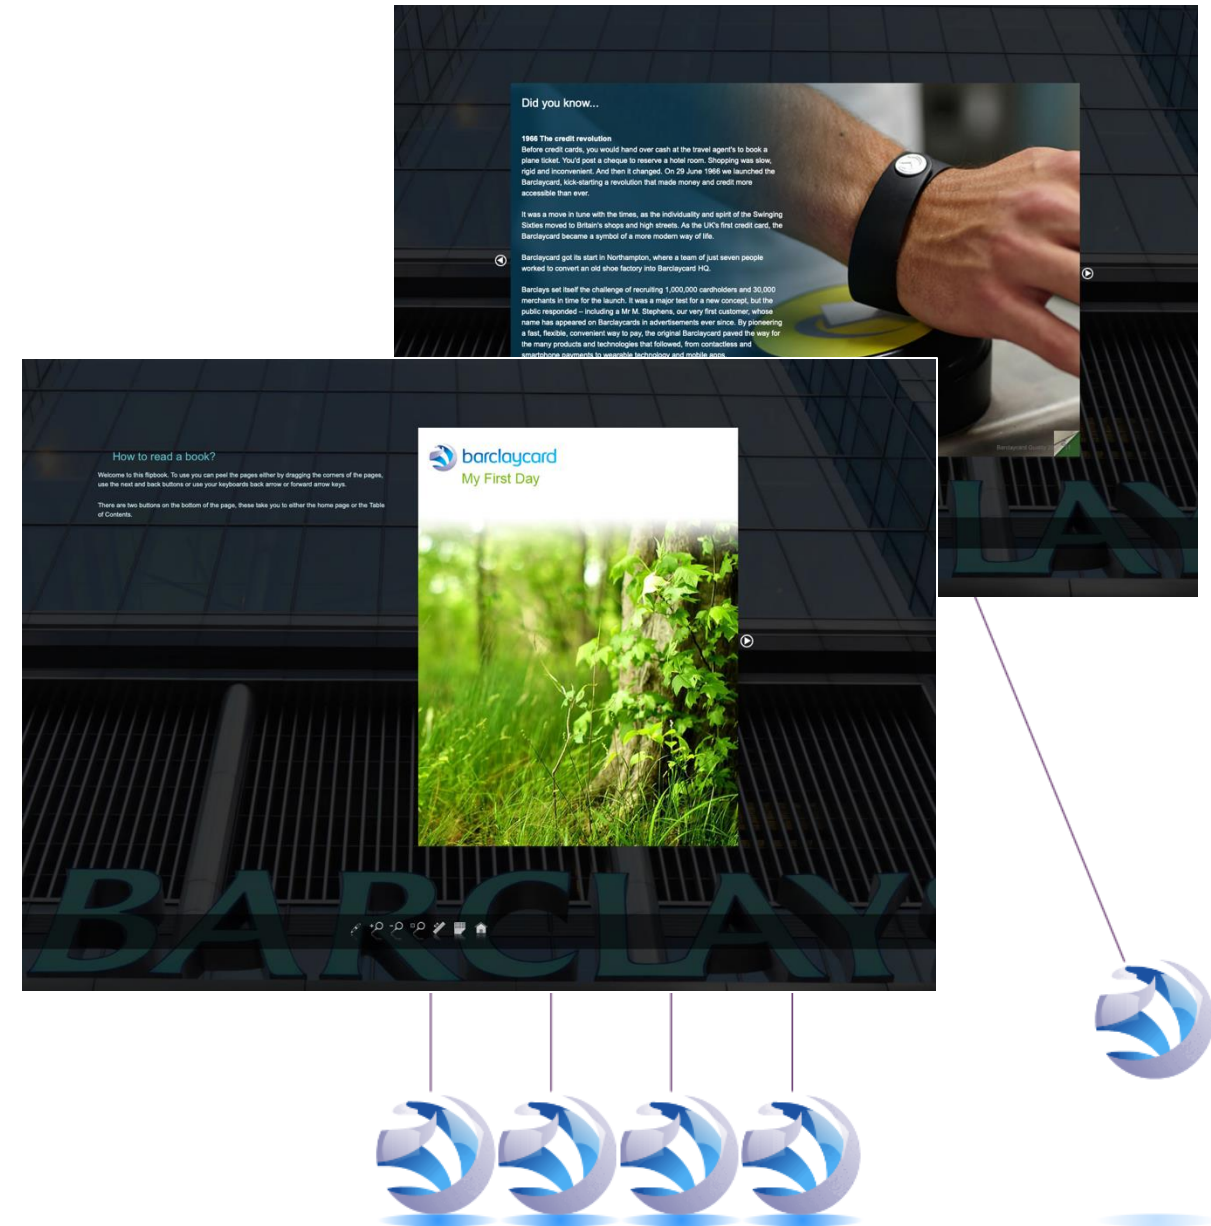 Did you know...
1966 The credit revolution
Before credit cards, you would hand over cash at the travel agent's to book a
plane ticket. You'd post a cheque to reserve a hotel room. Shopping was slow,
rigid and inconvenient. And then it changed. On 29 June 1966 we launched the
Barclaycard, kick-starting a revolution that made money and credit more
accessible than ever.
It was a move in tune with the times, as the individuality and spirit of the Swinging
Sixties moved to Britain's shops and high streets. As the UK's first credit card, the
Barclaycard became a symbol of a more modern way of life.
Barclaycard got its start in Northampton, where a team of just seven people
worked to convert an old shoe factory into Barclaycard HQ.
Barclays set itself the challenge of recruiting 1,000,000 cardholders and 30,000
merchants in time for the launch. It was a major test for a new concept, but the
public responded – including a Mr M. Stephens, our very first customer, whose
name has appeared on Barclaycards in advertisements ever since. By pioneering
a fast, flexible, convenient way to pay, the original Barclaycard paved the way for
the many products and technologies that followed, from contactless and
smartphone payments to wearable technology and mobile apps.
Barclaycard
LAY
How to read a book?
Welcome to this flipbook. To use you can peel the pages either by dragging the corners of the pages,
use the next and back buttons or use your keyboards back arrow or forward arrow keys.
There are two buttons on the bottom of the page, these take you to either the home page or the Table
of Contents.
barclaycard
My First Day
BARCLAYS